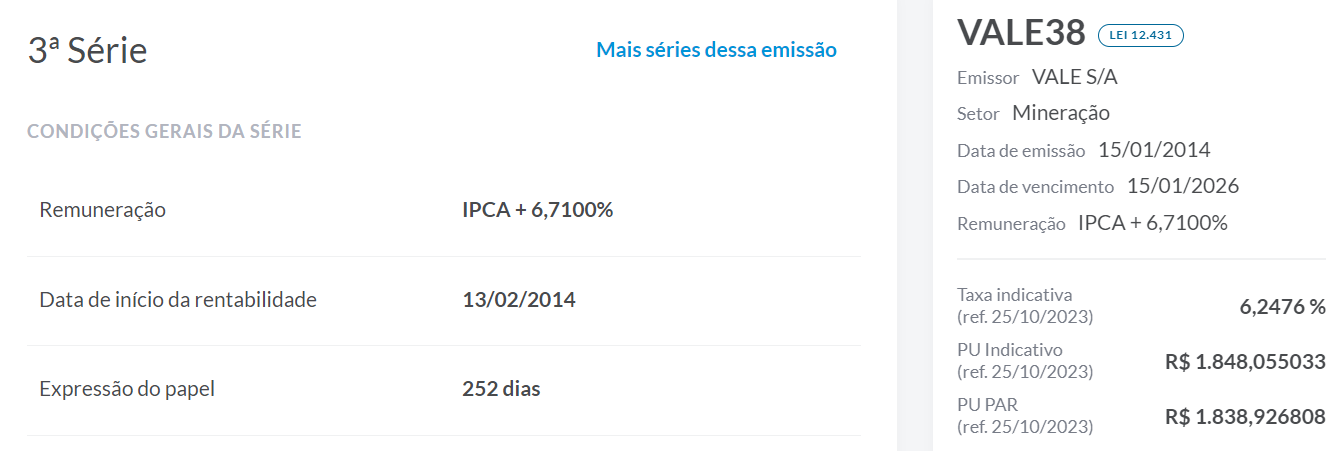 3ª Série
Mais séries dessa emissão
CONDIÇÕES GERAIS DA SÉRIE
Remuneração IPCA + 6,7100%
Data de início da rentabilidade 13/02/2014
Expressão do papel 252 dias
VALE38 LEI 12.431
Emissor VALE S/A
Setor Mineração
Data de emissão 15/01/2014
Data de vencimento 15/01/2026
Remuneração IPCA + 6,7100%
Taxa indicativa
(ref. 25/10/2023)
6,2476 %
PU Indicativo
(ref. 25/10/2023)
R$ 1.848,055033
PU PAR
(ref. 25/10/2023)
R$ 1.838,926808